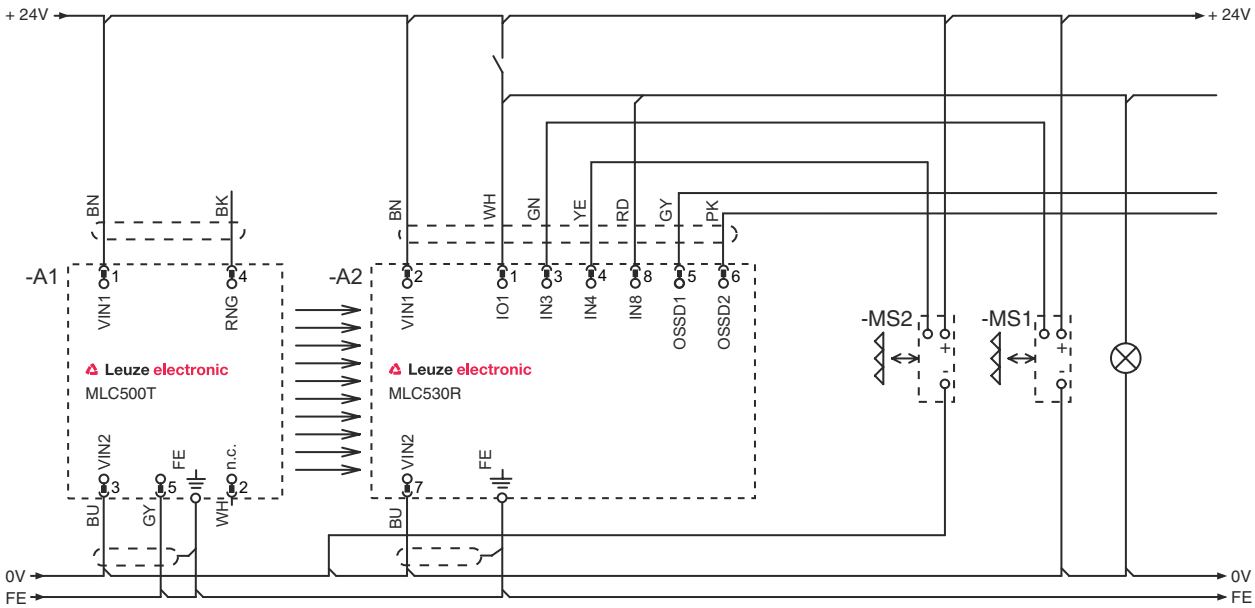 + 24V
+ 24V
BN
BK
BN
WH
GN
YE
RD
GY
PK
-A1
1
4
-A2
2
1
3
4
8
5
6
VIN1
RNG
VIN1
IO1
IN3
IN4
IN8
OSSD1
OSSD2
-MS2
-MS1
+
-
+
-
Leuze electronic
MLC500T
Leuze electronic
MLC530R
VIN2
FE
n.c.
VIN2
FE
3
5
2
7
BU
GY
WH
BU
0V
0V
FE
FE